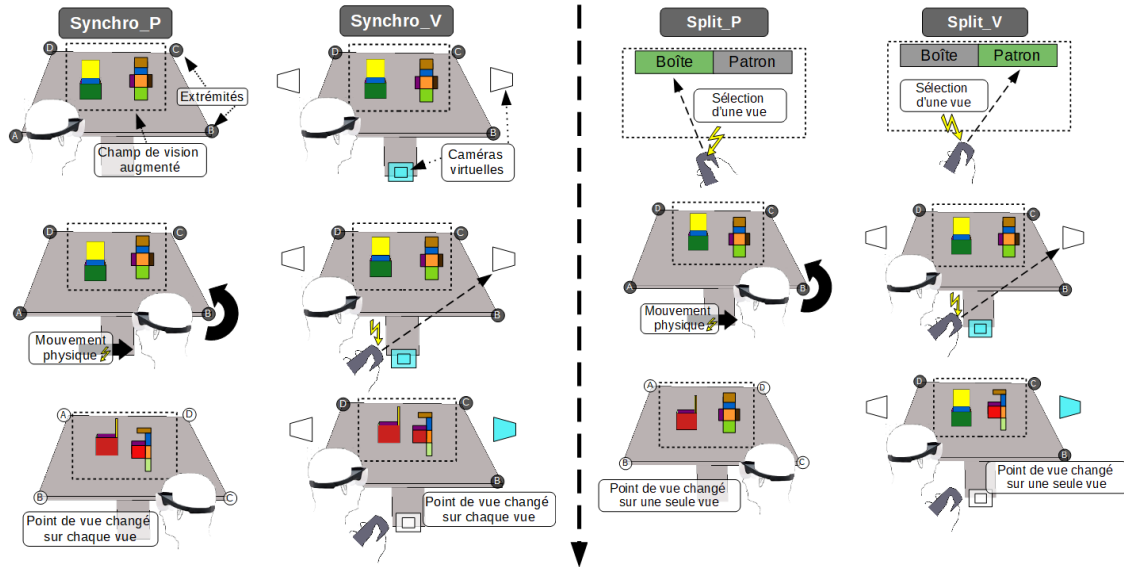 Synchro_P
Synchro_V
Split_P
Split_V
D
C
A
B
Extrémités
Champ de vision
augmenté
D
C
B
Caméras
virtuelles
Boîte
Patron
Sélection
d'une vue
Boîte
Patron
Sélection
d'une vue
D
C
A
B
Mouvement
physique
D
C
B
D
C
A
B
Mouvement
physique
D
C
B
A
D
B
C
Point de vue changé
sur chaque vue
D
C
B
Point de vue changé
sur chaque vue
A
D
B
C
Point de vue changé
sur une seule vue
D
C
B
Point de vue changé
sur une seule vue